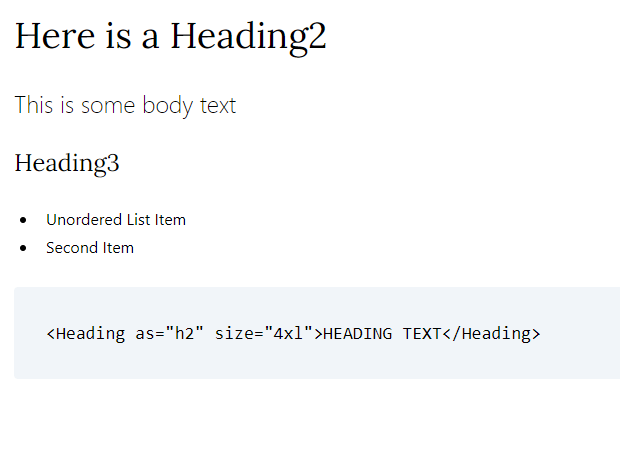 Here is a Heading2
This is some body text
Heading3
Unordered List Item
Second Item
<Heading as="h2" size="4xl">HEADING TEXT</Heading>